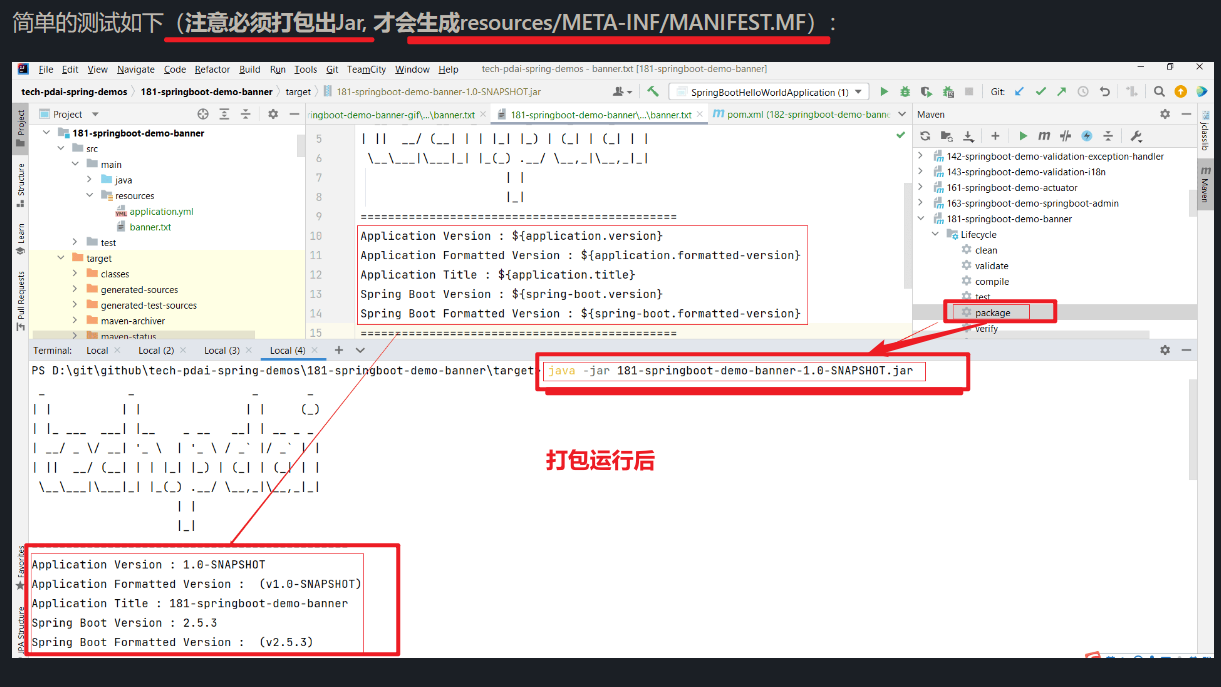 简单的测试如下（注意必须打包出Jar, 才会生成resources/META-INF/MANIFEST.MF）：
File Edit View Navigate Code Refactor Build Run Tools Git TeamCity Window Help tech-pdai-spring-demos - banner.txt [181-springboot-demo-banner]
tech-pdai-spring-demos 181-springboot-demo-banner target 181-springboot-demo-banner-1.0-SNAPSHOT.jar SpringBootHelloWorldApplication (1) Git:
Project
Structure
Learn
Pull Requests
Favorites
JPA Structure
Project
181-springboot-demo-banner
src
main
java
resources
application.yml
banner.txt
test
target
classes
generated-sources
generated-test-sources
maven-archiver
maven-status
ringboot-demo-banner-gif\...\banner.txt 181-springboot-demo-banner\...\banner.txt pom.xml (182-springboot-demo-bann
5 | || __/ (__| | | |_| |_) | (_| | (_| | |
6 \__\___|\___|_| |_(_) .__/ \__,_|\__,_|_|
7 | |
8 |_|
9 ==============================================
10 Application Version : ${application.version}
11 Application Formatted Version : ${application.formatted-version}
12 Application Title : ${application.title}
13 Spring Boot Version : ${spring-boot.version}
14 Spring Boot Formatted Version : ${spring-boot.formatted-version}
15 ==============================================
Maven
142-springboot-demo-validation-exception-handler
143-springboot-demo-validation-i18n
161-springboot-demo-actuator
163-springboot-demo-springboot-admin
181-springboot-demo-banner
Lifecycle
clean
validate
compile
test
package
verify
jclasslib
Maven
Terminal: Local Local (2) Local (3) Local (4)
PS D:\git\github\tech-pdai-spring-demos\181-springboot-demo-banner\target> java -jar 181-springboot-demo-banner-1.0-SNAPSHOT.jar
打包运行后
Application Version : 1.0-SNAPSHOT
Application Formatted Version : (v1.0-SNAPSHOT)
Application Title : 181-springboot-demo-banner
Spring Boot Version : 2.5.3
Spring Boot Formatted Version : (v2.5.3)